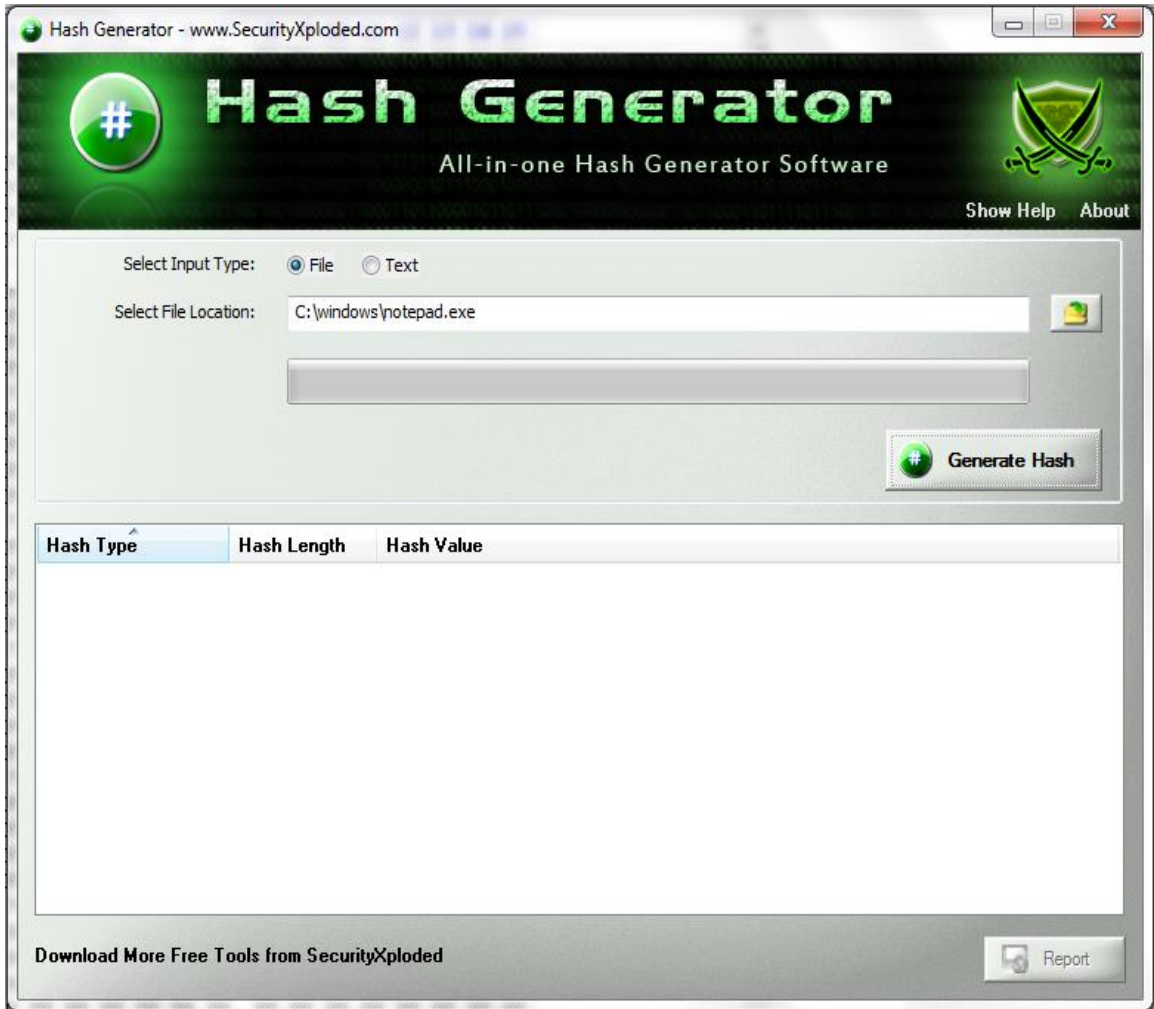 Hash Generator - www.SecurityXploded.com
#
Hash Generator
All-in-one Hash Generator Software
Show Help About
Select Input Type: File Text
Select File Location: C:\windows\notepad.exe
# Generate Hash
Hash Type Hash Length Hash Value
Download More Free Tools from SecurityXploded
Report